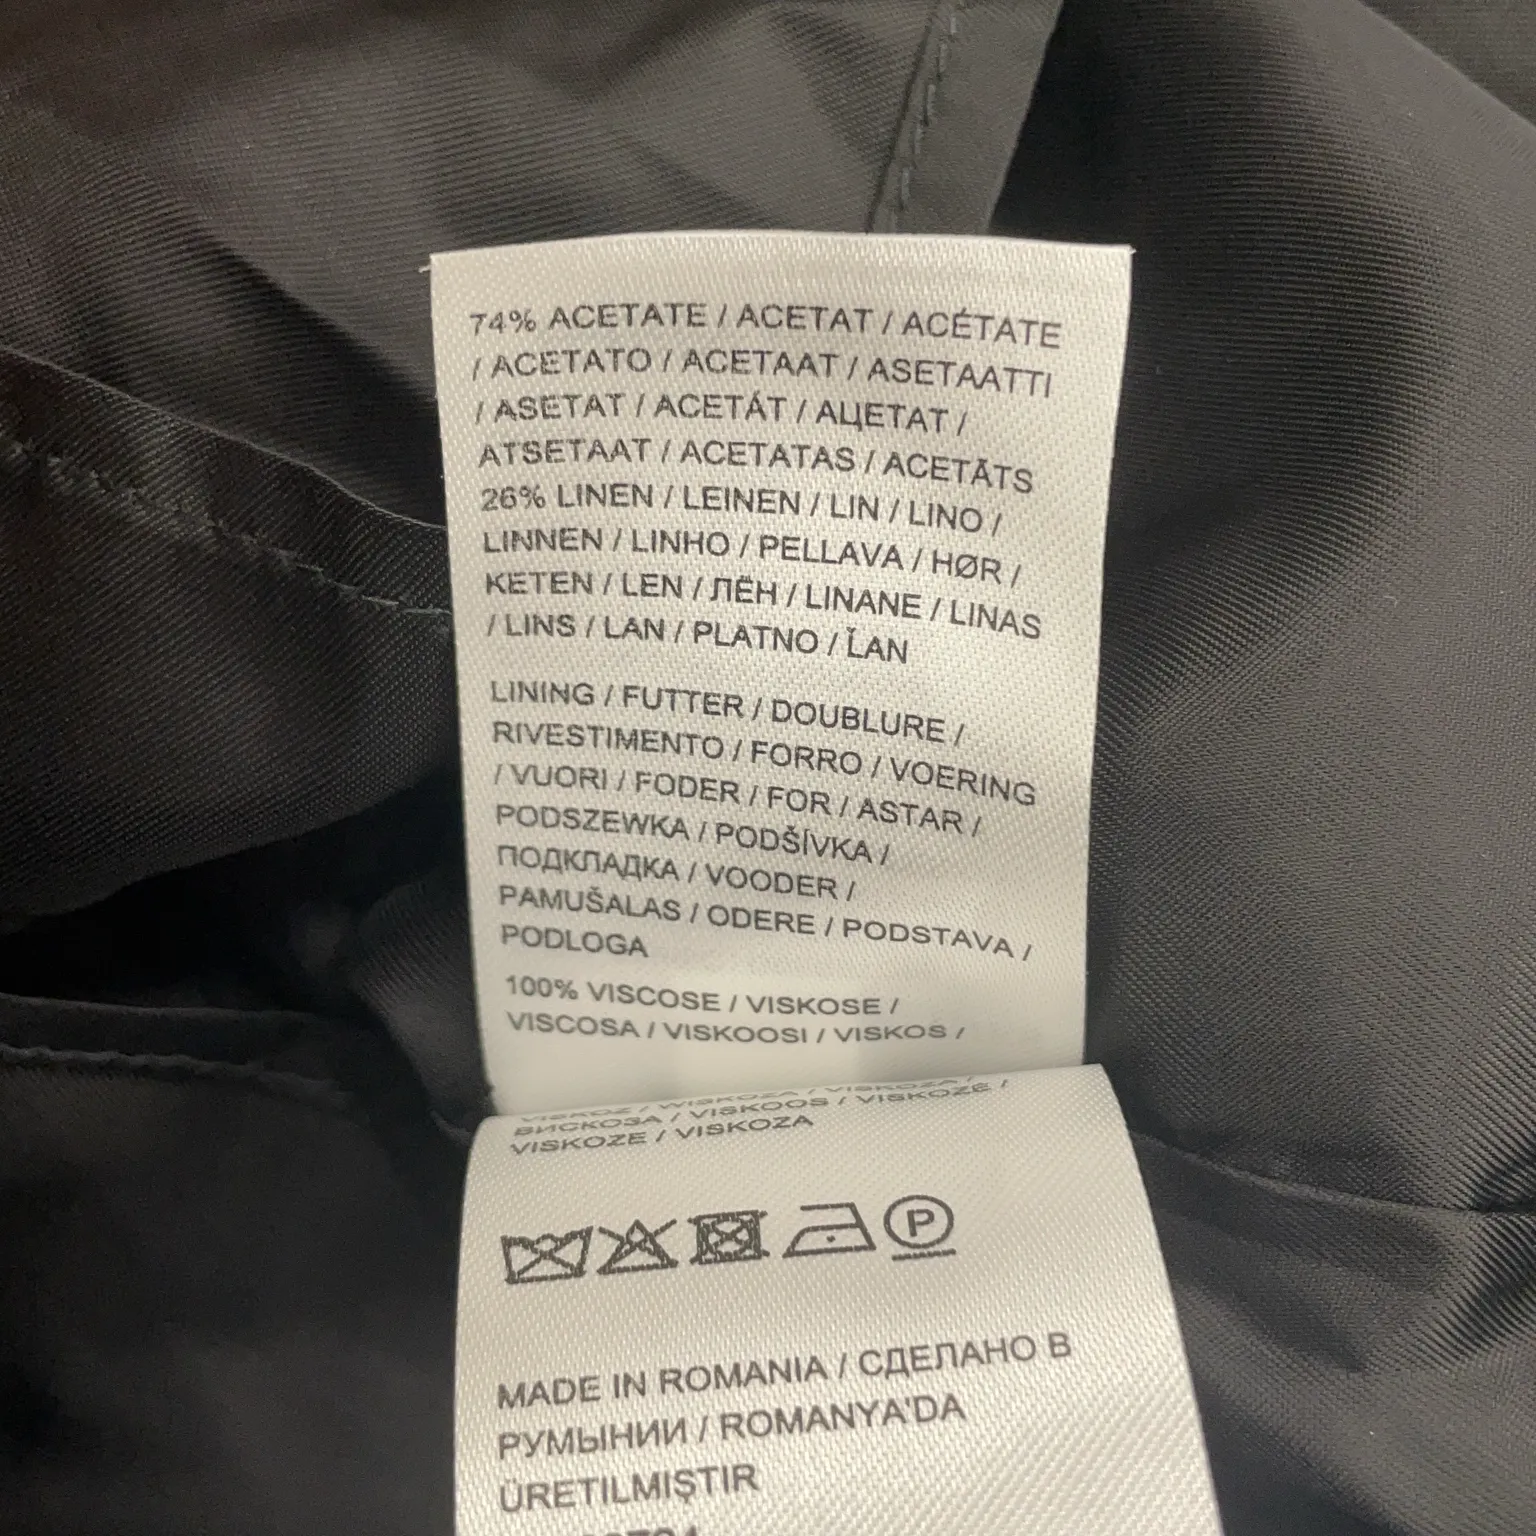 74% ACETATE / ACETAT / ACÉTATE
/ ACETATO / ACETAAT / ASETAATTI
/ ASETAT / ACETÁT / АЦЕТАТ /
ATSETAAT / ACETATAS / ACETĀTS
26% LINEN / LEINEN / LIN / LINO /
LINNEN / LINHO / PELLAVA / HØR /
KETEN / LEN / ЛЁН / LINANE / LINAS
/ LINS / LAN / PLATNO / ĽAN
LINING / FUTTER / DOUBLURE /
RIVESTIMENTO / FORRO / VOERING
/ VUORI / FODER / FOR / ASTAR /
PODSZEWKA / PODŠÍVKA /
ПОДКЛАДКА / VOODER /
PAMUŠALAS / ODERE / PODSTAVA /
PODLOGA
100% VISCOSE / VISKOSE /
VISCOSA / VISKOOSI / VISKOS /
VISKOZ / WISKOZA / VISKOZA /
ВИСКОЗА / VISKOOS / VISKOZE /
VISKOZE / VISKOZA
P
MADE IN ROMANIA / СДЕЛАНО В
РУМЫНИИ / ROMANYA'DA
ÜRETILMIŞTIR